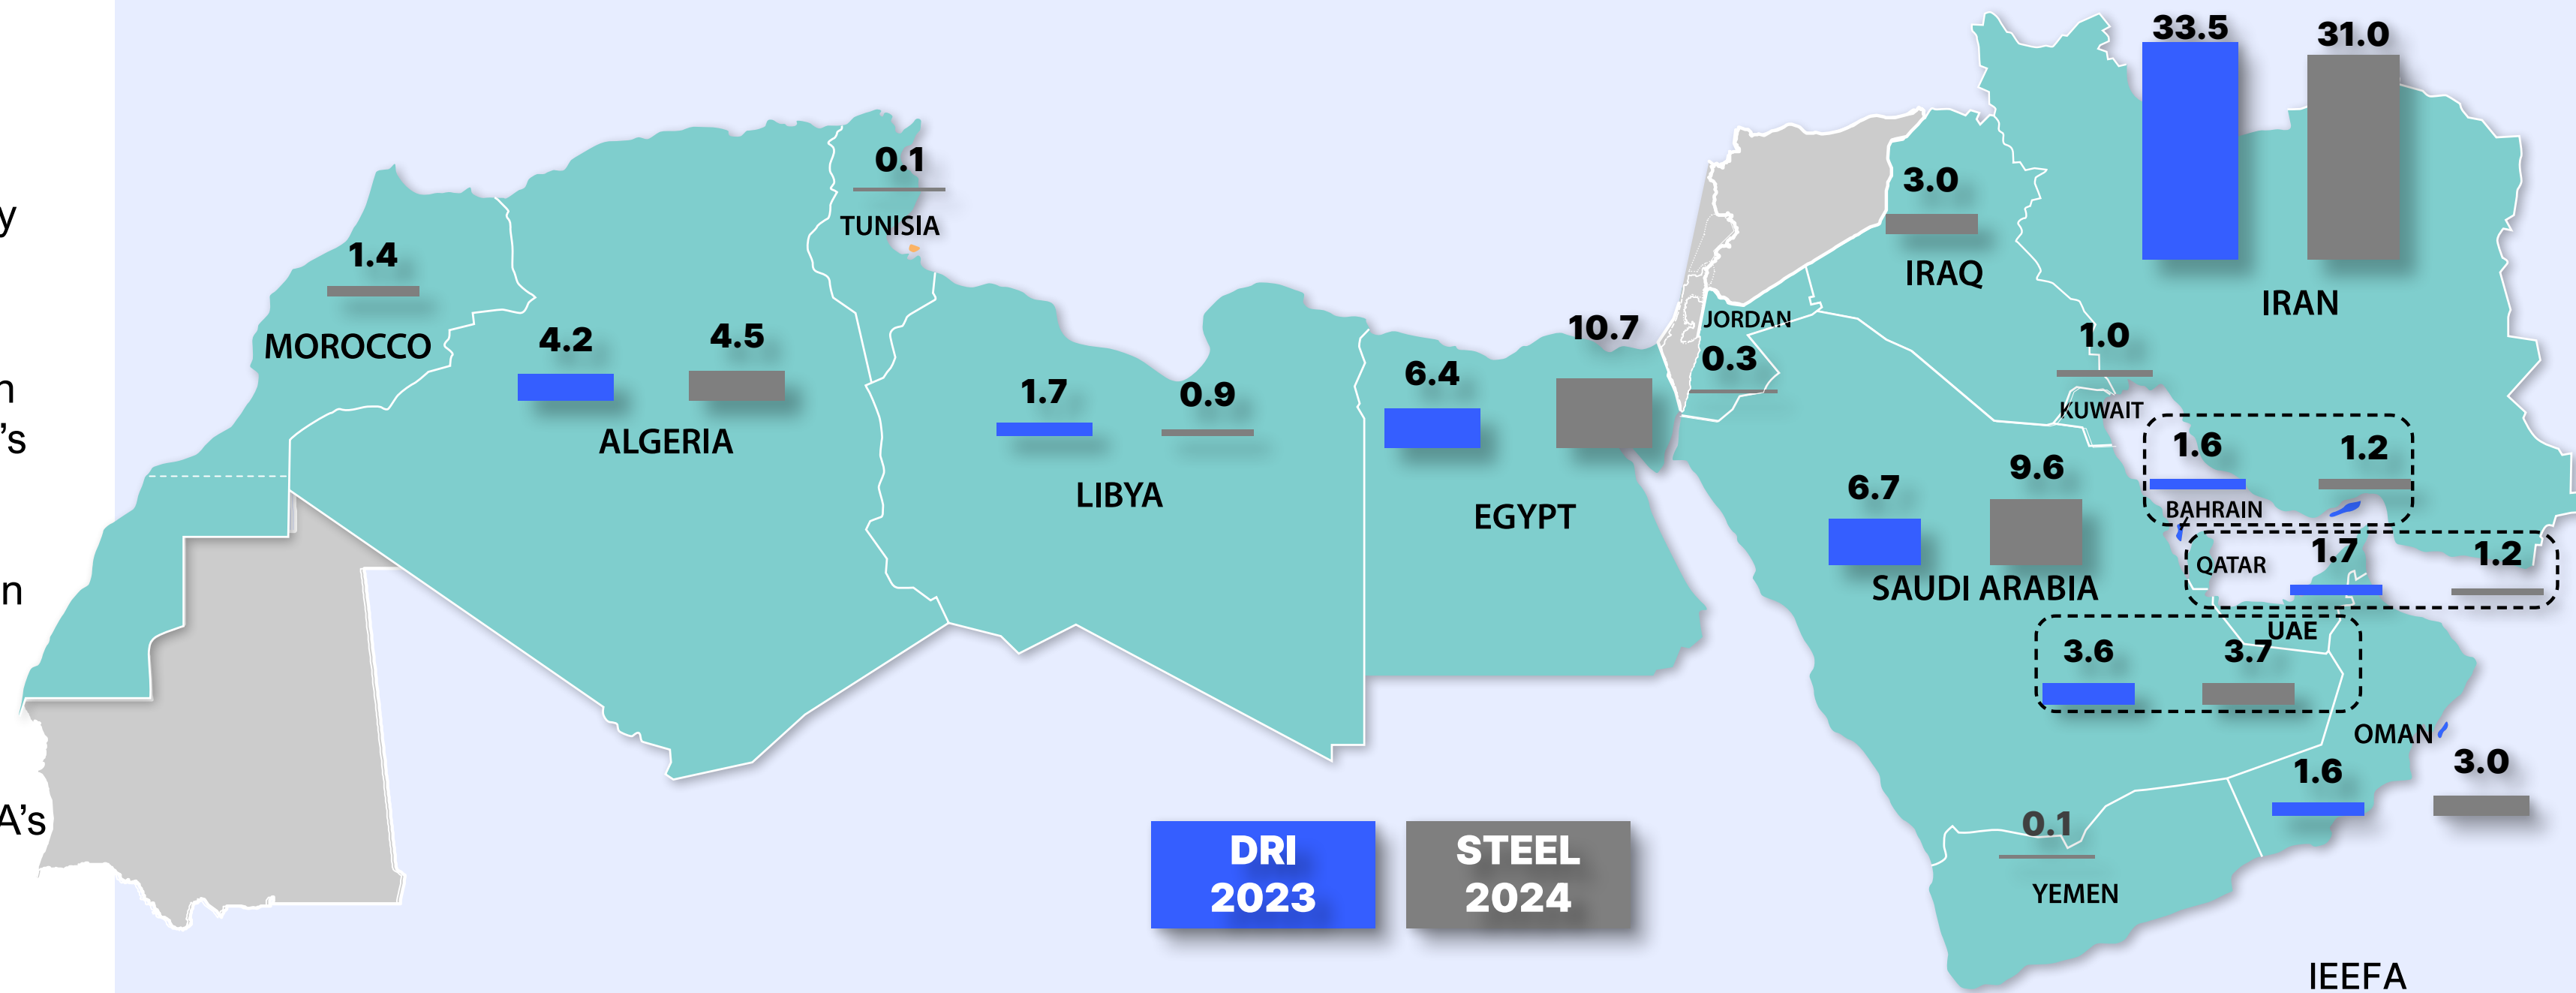 y
n
's
n
A's
1.4
MOROCCO
4.2
4.5
ALGERIA
0.1
TUNISIA
1.7
0.9
LIBYA
6.4
10.7
EGYPT
JORDAN
0.3
3.0
IRAQ
33.5
31.0
IRAN
1.0
KUWAIT
6.7
9.6
SAUDI ARABIA
1.6
1.2
BAHRAIN
QATAR
1.7
1.2
UAE
3.6
3.7
OMAN
1.6
3.0
0.1
YEMEN
DRI
2023
STEEL
2024
IEEFA